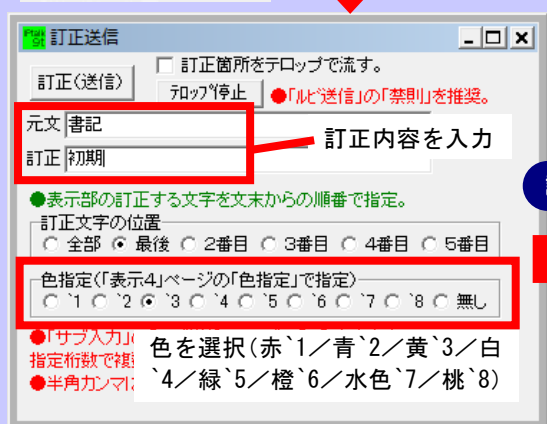 Ptalk
9t 訂正送信
訂正(送信)
訂正箇所をテロップで流す。
テロップ停止
●「ルビ送信」の「禁則」を推奨。
元文 書記
訂正 初期
訂正内容を入力
●表示部の訂正する文字を文末からの順番で指定。
訂正文字の位置
全部 最後 2番目 3番目 4番目 5番目
色指定(「表示4」ページの「色指定」で指定)
`1 `2 `3 `4 `5 `6 `7 `8 無し
●「サブ入力」
指定桁数で複
●半角カンマ
色を選択(赤`1／青`2／黄`3／白
`4／緑`5／橙`6／水色`7／桃`8)